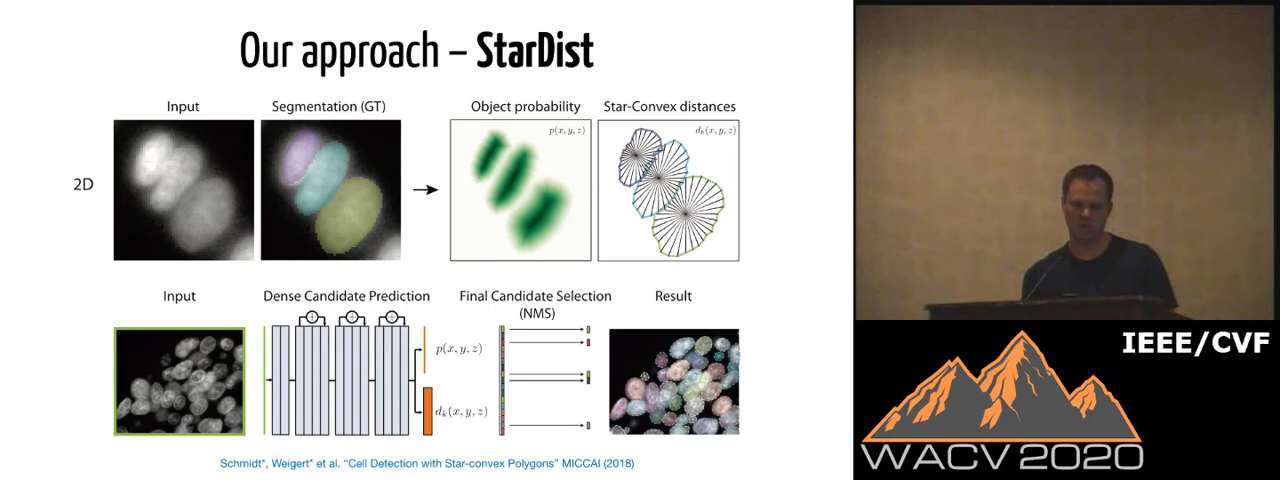 Our approach – StarDist
Input
Segmentation (GT)
Object probability
Star-Convex distances
2D
p(x, y, z)
d_k(x, y, z)
Input
Dense Candidate Prediction
Final Candidate Selection
(NMS)
Result
p(x, y, z)
d_k(x, y, z)
Schmidt*, Weigert* et al. “Cell Detection with Star-convex Polygons” MICCAI (2018)
IEEE/CVF
WACV 2020